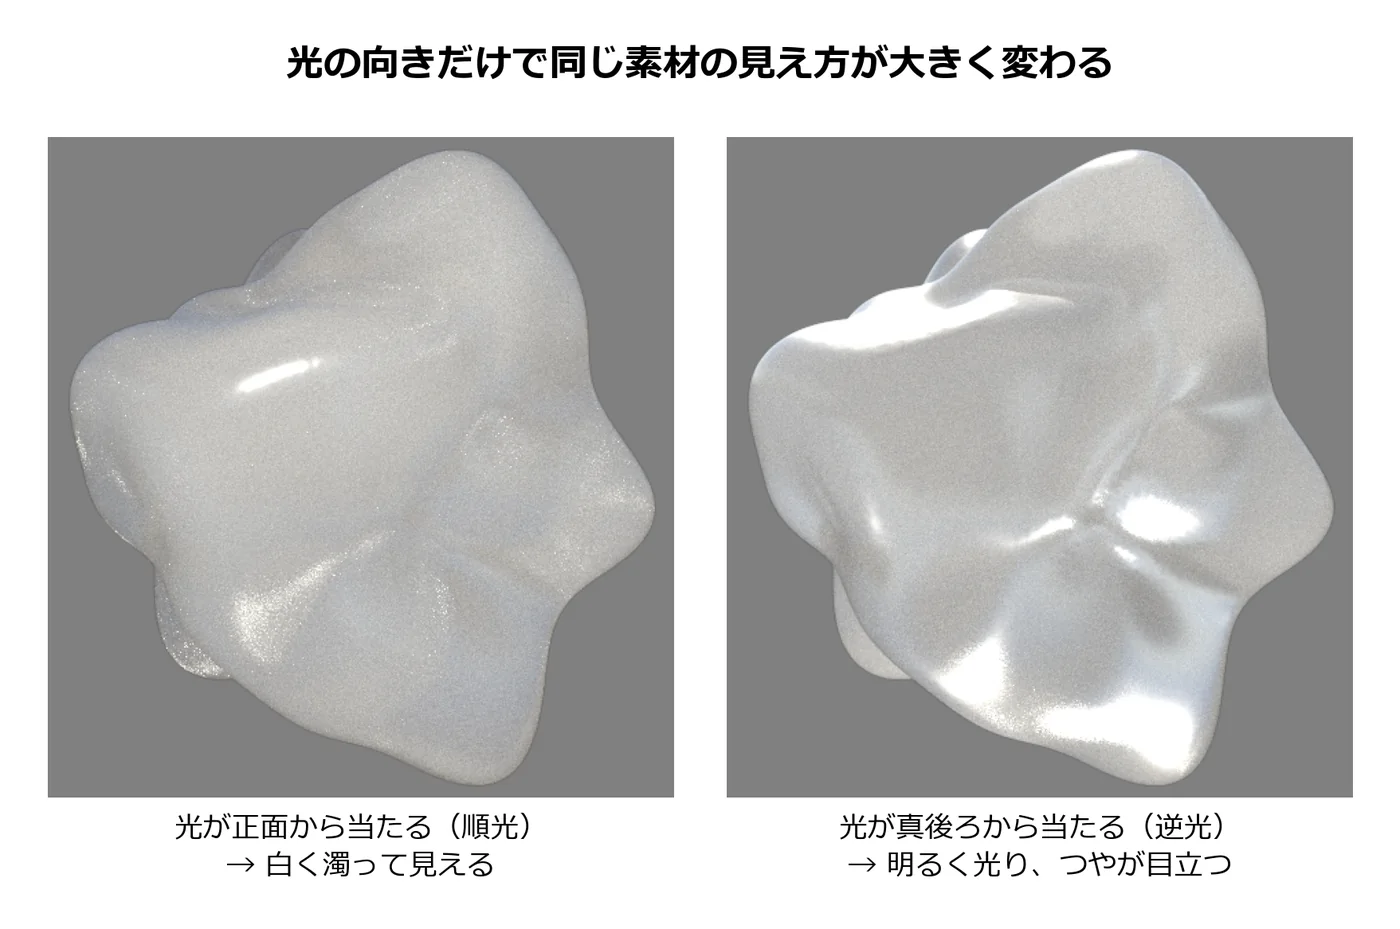 光の向きだけで同じ素材の見え方が大きく変わる
光が正面から当たる（順光）
→ 白く濁って見える
光が真後ろから当たる（逆光）
→ 明るく光り、つやが目立つ